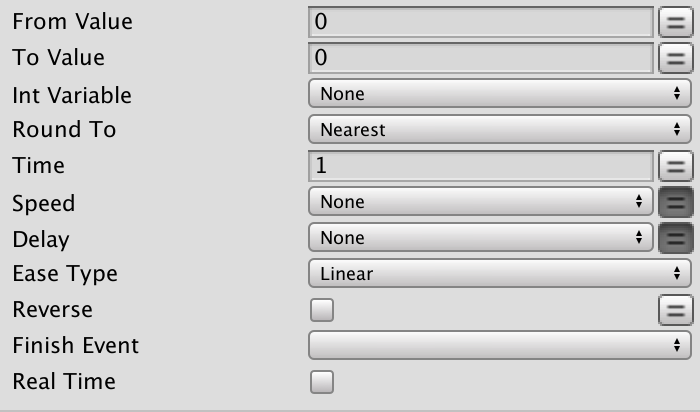 From Value 0
To Value 0
Int Variable None
Round To Nearest
Time 1
Speed None
Delay None
Ease Type Linear
Reverse
Finish Event
Real Time